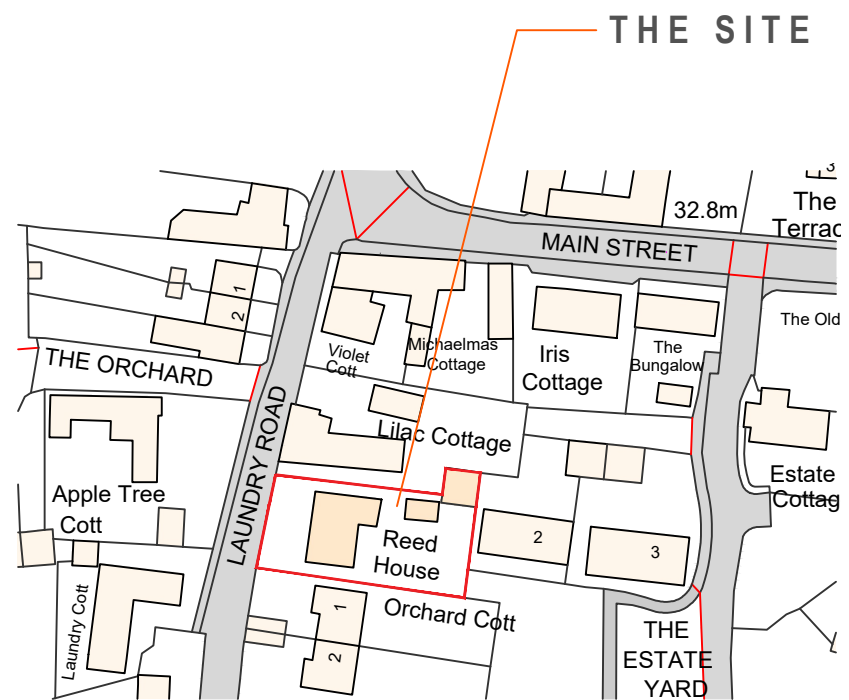 THE SITE
3
The
Terrac
32.8m
MAIN STREET
1
2
The Old
Violet
Cott
Michaelmas
Cottage
Iris
Cottage
The
Bungalow
THE ORCHARD
LAUNDRY ROAD
Lilac Cottage
Apple Tree
Cott
Estate
Cottag
Reed
House
2
3
Laundry Cott
Orchard Cott
1
2
THE
ESTATE
YARD